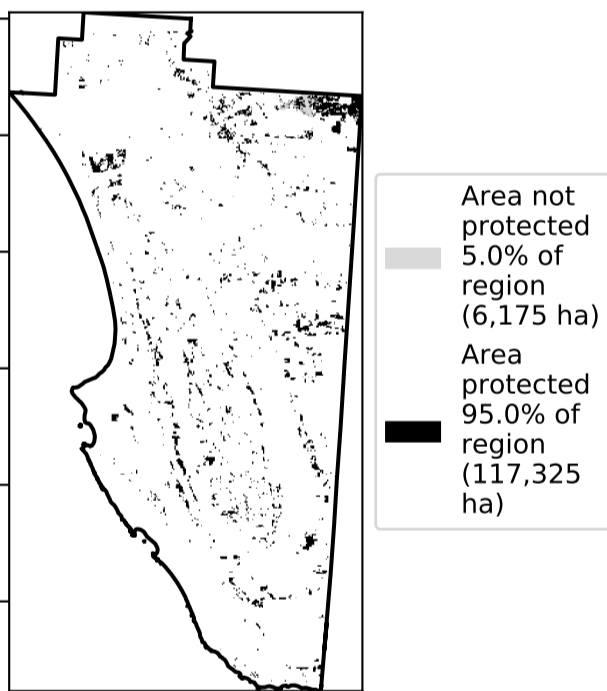 Area not
protected
5.0% of
region
(6,175 ha)
Area
protected
95.0% of
region
(117,325
ha)